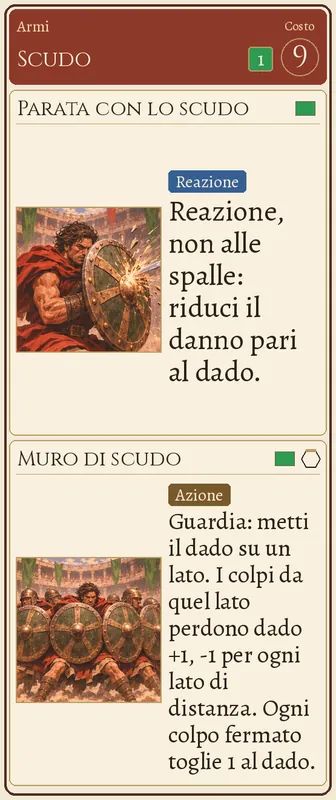 Armi
Costo
Scudo
1
9
Parata con lo scudo
Reazione
Reazione,
non alle
spalle:
riduci il
danno pari
al dado.
Muro di scudo
Azione
Guardia: metti
il dado su un
lato. I colpi da
quel lato
perdono dado
+1, -1 per ogni
lato di
distanza. Ogni
colpo fermato
toglie 1 al dado.